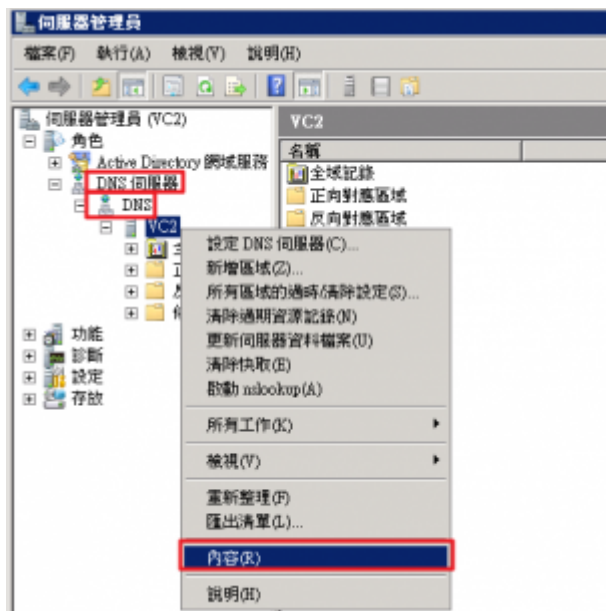 伺服器管理員
檔案(F) 執行(A) 檢視(V) 說明(H)
伺服器管理員 (VC2)
角色
Active Directory 網域服務
DNS 伺服器
DNS
VC2
功能
診斷
設定
存放
VC2
名稱
全域記錄
正向對應區域
反向對應區域
設定 DNS 伺服器(C)...
新增區域(Z)...
所有區域的過時/清除設定(S)...
清除過期資源記錄(N)
更新伺服器資料檔案(U)
清除快取(E)
啟動 nslookup(A)
所有工作(K)
檢視(V)
重新整理(F)
匯出清單(L)...
內容(R)
說明(H)